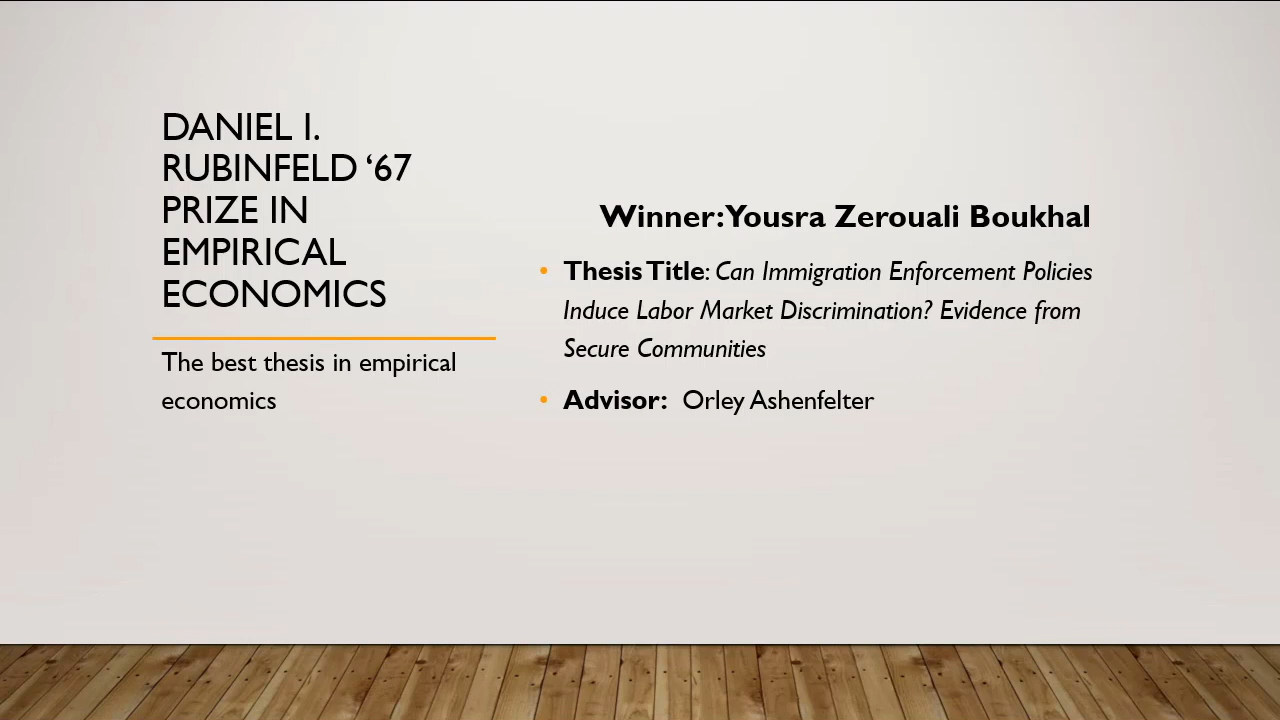 DANIEL I.
RUBINFELD ‘67
PRIZE IN
EMPIRICAL
ECONOMICS
The best thesis in empirical
economics
Winner: Yousra Zerouali Boukhal
• Thesis Title: Can Immigration Enforcement Policies
Induce Labor Market Discrimination? Evidence from
Secure Communities
• Advisor: Orley Ashenfelter